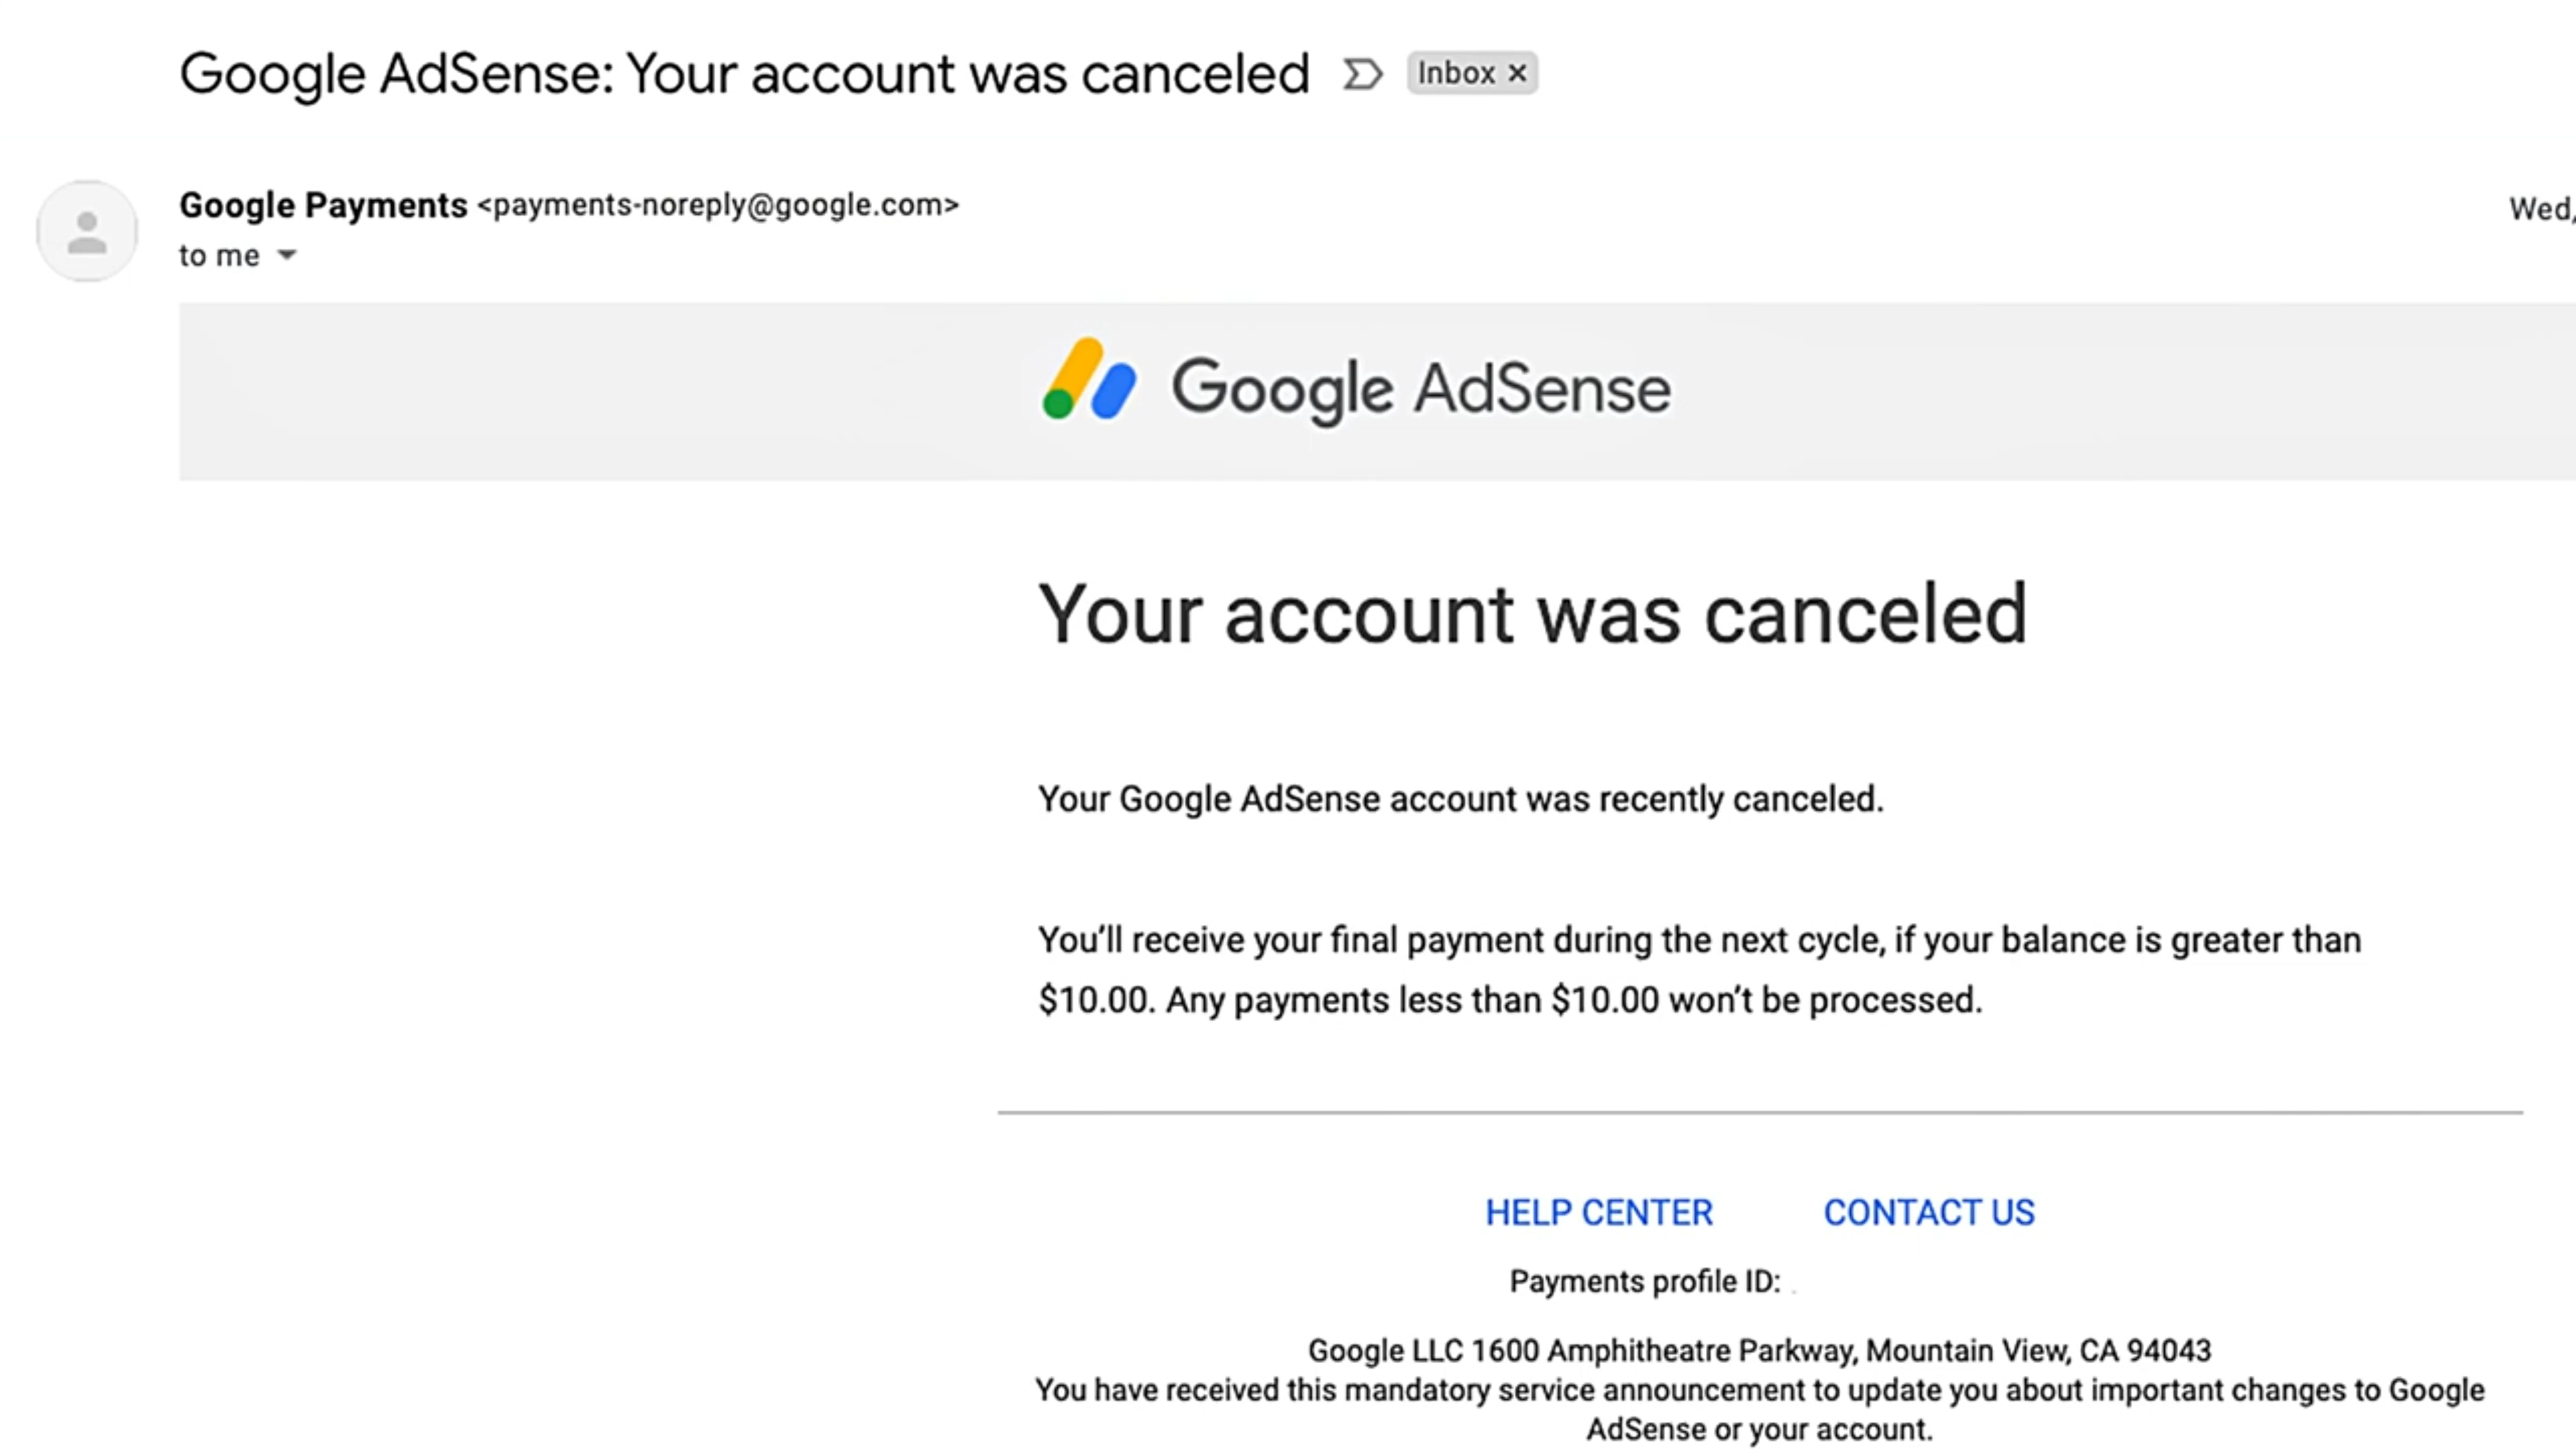 Google AdSense: Your account was canceled Inbox ×
Google Payments <payments-noreply@google.com> Wed,
to me
Google AdSense
Your account was canceled
Your Google AdSense account was recently canceled.
You'll receive your final payment during the next cycle, if your balance is greater than
$10.00. Any payments less than $10.00 won't be processed.
HELP CENTER CONTACT US
Payments profile ID:
Google LLC 1600 Amphitheatre Parkway, Mountain View, CA 94043
You have received this mandatory service announcement to update you about important changes to Google
AdSense or your account.